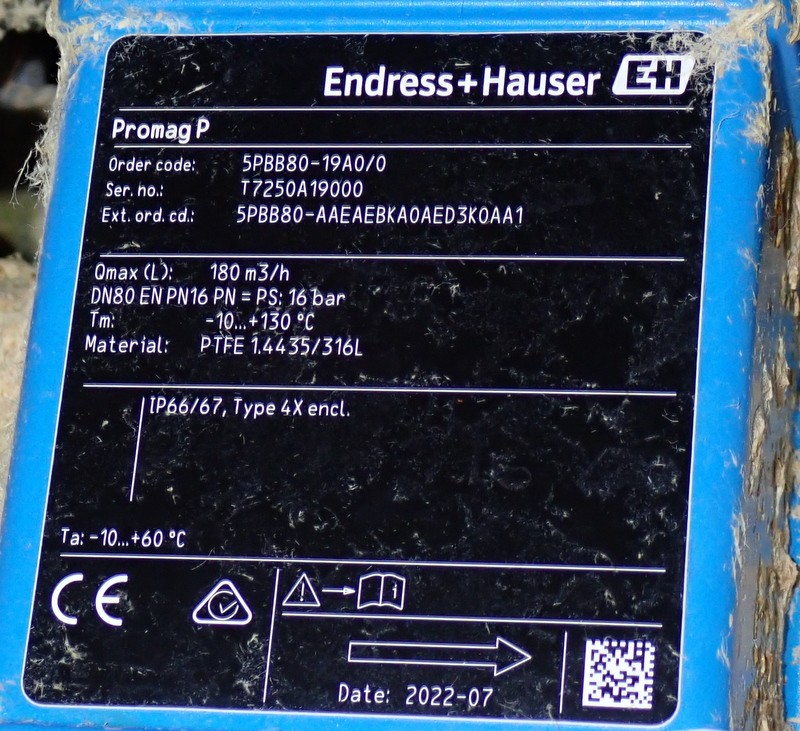 Endress+Hauser EH
Promag P
Order code: 5PBB80-19A0/0
Ser. no.: T7250A19000
Ext. ord. cd.: 5PBB80-AAEAEBKA0AED3K0AA1
Qmax (L): 180 m3/h
DN80 EN PN16 PN = PS: 16 bar
Tm: -10...+130 °C
Material: PTFE 1.4435/316L
IP66/67, Type 4X encl.
Ta: -10...+60 °C
CE
Date: 2022-07